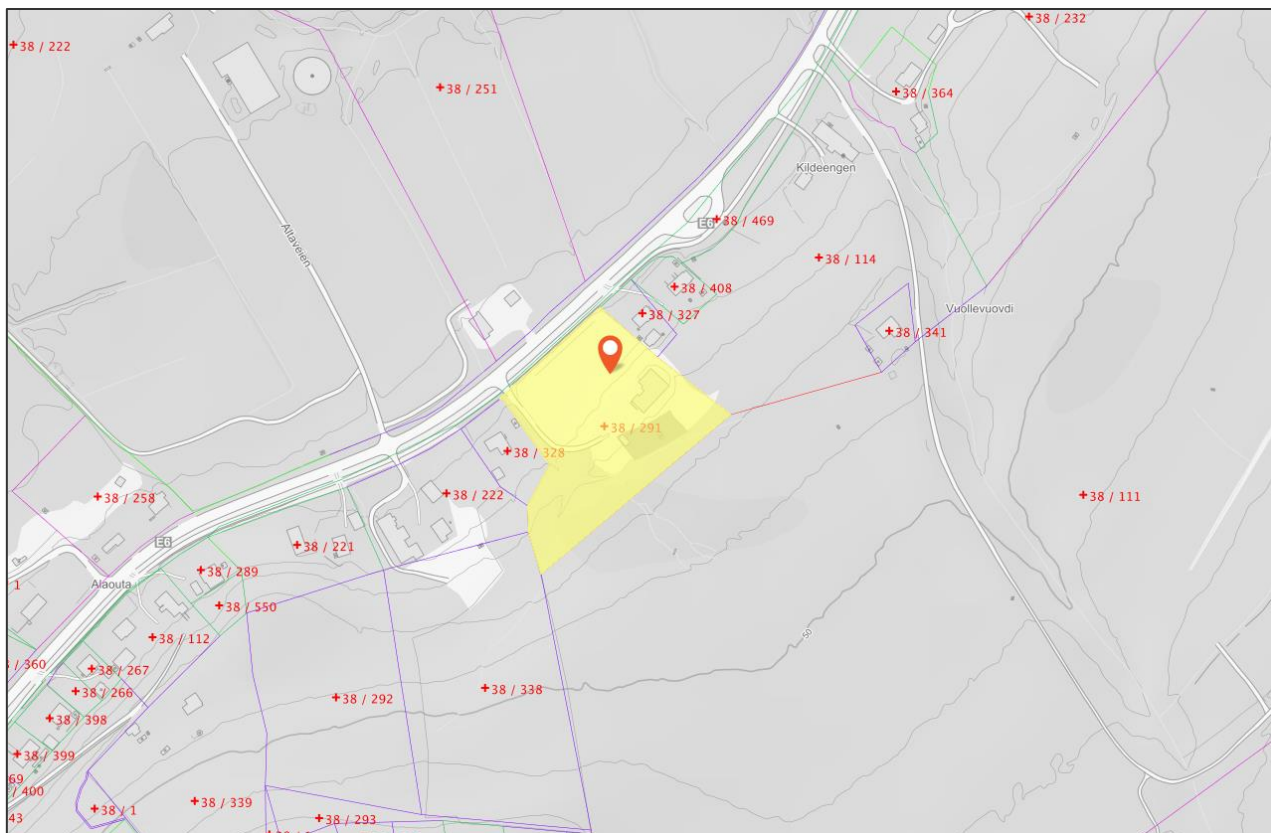 +38 / 222
+38 / 232
+38 / 251
+38 / 364
Kildeengen
E6
+38 / 469
Altaveien
+38 / 114
+38 / 408
Vuollevuovdi
+38 / 327
+38 / 341
+38 / 291
+38 / 328
+38 / 222
+38 / 258
+38 / 111
E6
+38 / 221
+38 / 289
Alaouta
1
+38 / 550
50
+38 / 112
/ 360
+38 / 267
+38 / 266
+38 / 292
+38 / 338
+38 / 398
+38 / 399
69
/ 400
+38 / 339
+38 / 1
43
+38 / 293